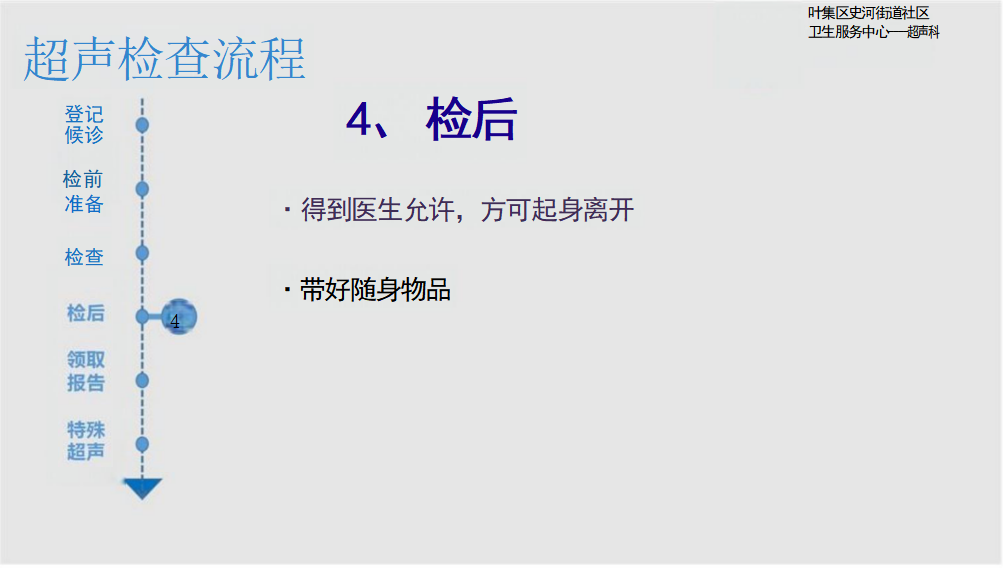 叶集区史河街道社区
卫生服务中心——超声科
超声检查流程
登记
候诊
检前
准备
检查
检后
4
领取
报告
特殊
超声
4、 检后
· 得到医生允许，方可起身离开
· 带好随身物品